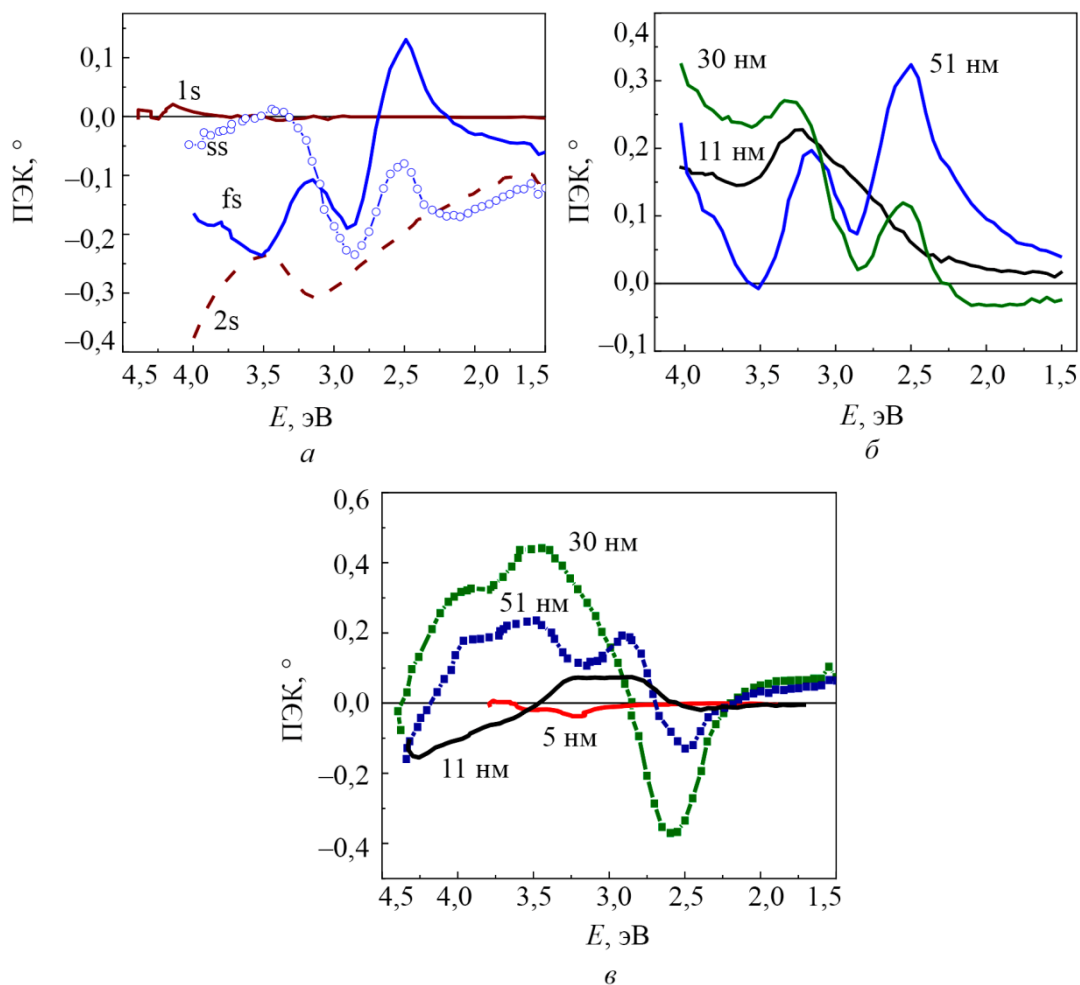 ПЭК, °
0,1
0,0
–0,1
–0,2
–0,3
–0,4
1s
ss
fs
2s
4,5 4,0 3,5 3,0 2,5 2,0 1,5
E, эВ
а
ПЭК, °
0,4
0,3
0,2
0,1
0,0
–0,1
30 нм
51 нм
11 нм
4,0 3,5 3,0 2,5 2,0 1,5
E, эВ
б
ПЭК, °
0,6
0,4
0,2
0,0
–0,2
–0,4
30 нм
51 нм
5 нм
11 нм
4,5 4,0 3,5 3,0 2,5 2,0 1,5
E, эВ
в